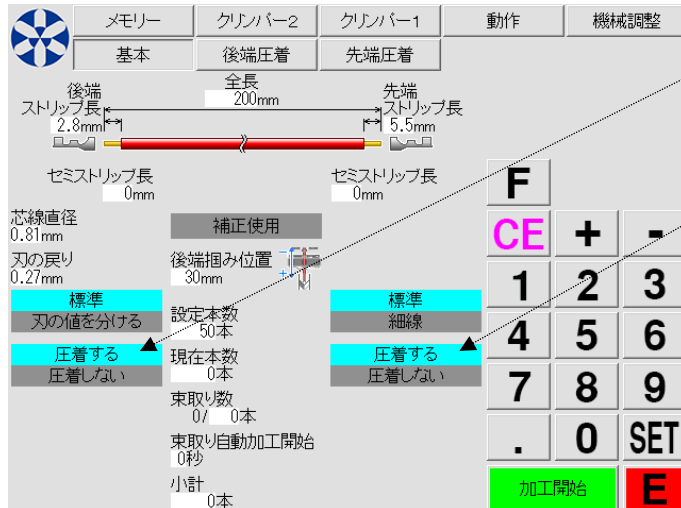 メモリー
クリンパー2
クリンパー1
動作
機械調整
基本
後端圧着
先端圧着
後端
ストリップ長
2.8mm
全長
200mm
先端
ストリップ長
5.5mm
セミストリップ長
0mm
セミストリップ長
0mm
芯線直径
0.81mm
補正使用
刃の戻り
0.27mm
後端掴み位置
30mm
標準
刃の値を分ける
設定本数
50本
標準
細線
圧着する
圧着しない
現在本数
0本
圧着する
圧着しない
束取り数
0/ 0本
束取り自動加工開始
0秒
小計
0本
F
CE + -
1 2 3
4 5 6
7 8 9
. 0 SET
加工開始 E